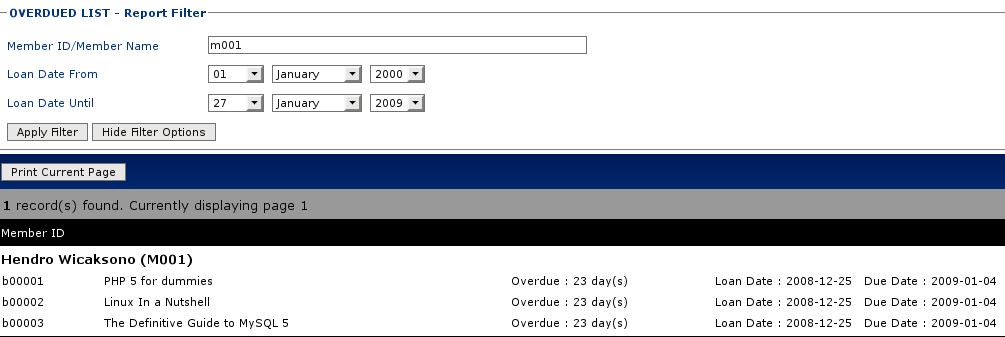 OVERDUED LIST - Report Filter
Member ID/Member Name m001
Loan Date From 01 January 2000
Loan Date Until 27 January 2009
Apply Filter Hide Filter Options
Print Current Page
1 record(s) found. Currently displaying page 1
Member ID
Hendro Wicaksono (M001)
b00001 PHP 5 for dummies Overdue : 23 day(s) Loan Date : 2008-12-25 Due Date : 2009-01-04
b00002 Linux In a Nutshell Overdue : 23 day(s) Loan Date : 2008-12-25 Due Date : 2009-01-04
b00003 The Definitive Guide to MySQL 5 Overdue : 23 day(s) Loan Date : 2008-12-25 Due Date : 2009-01-04